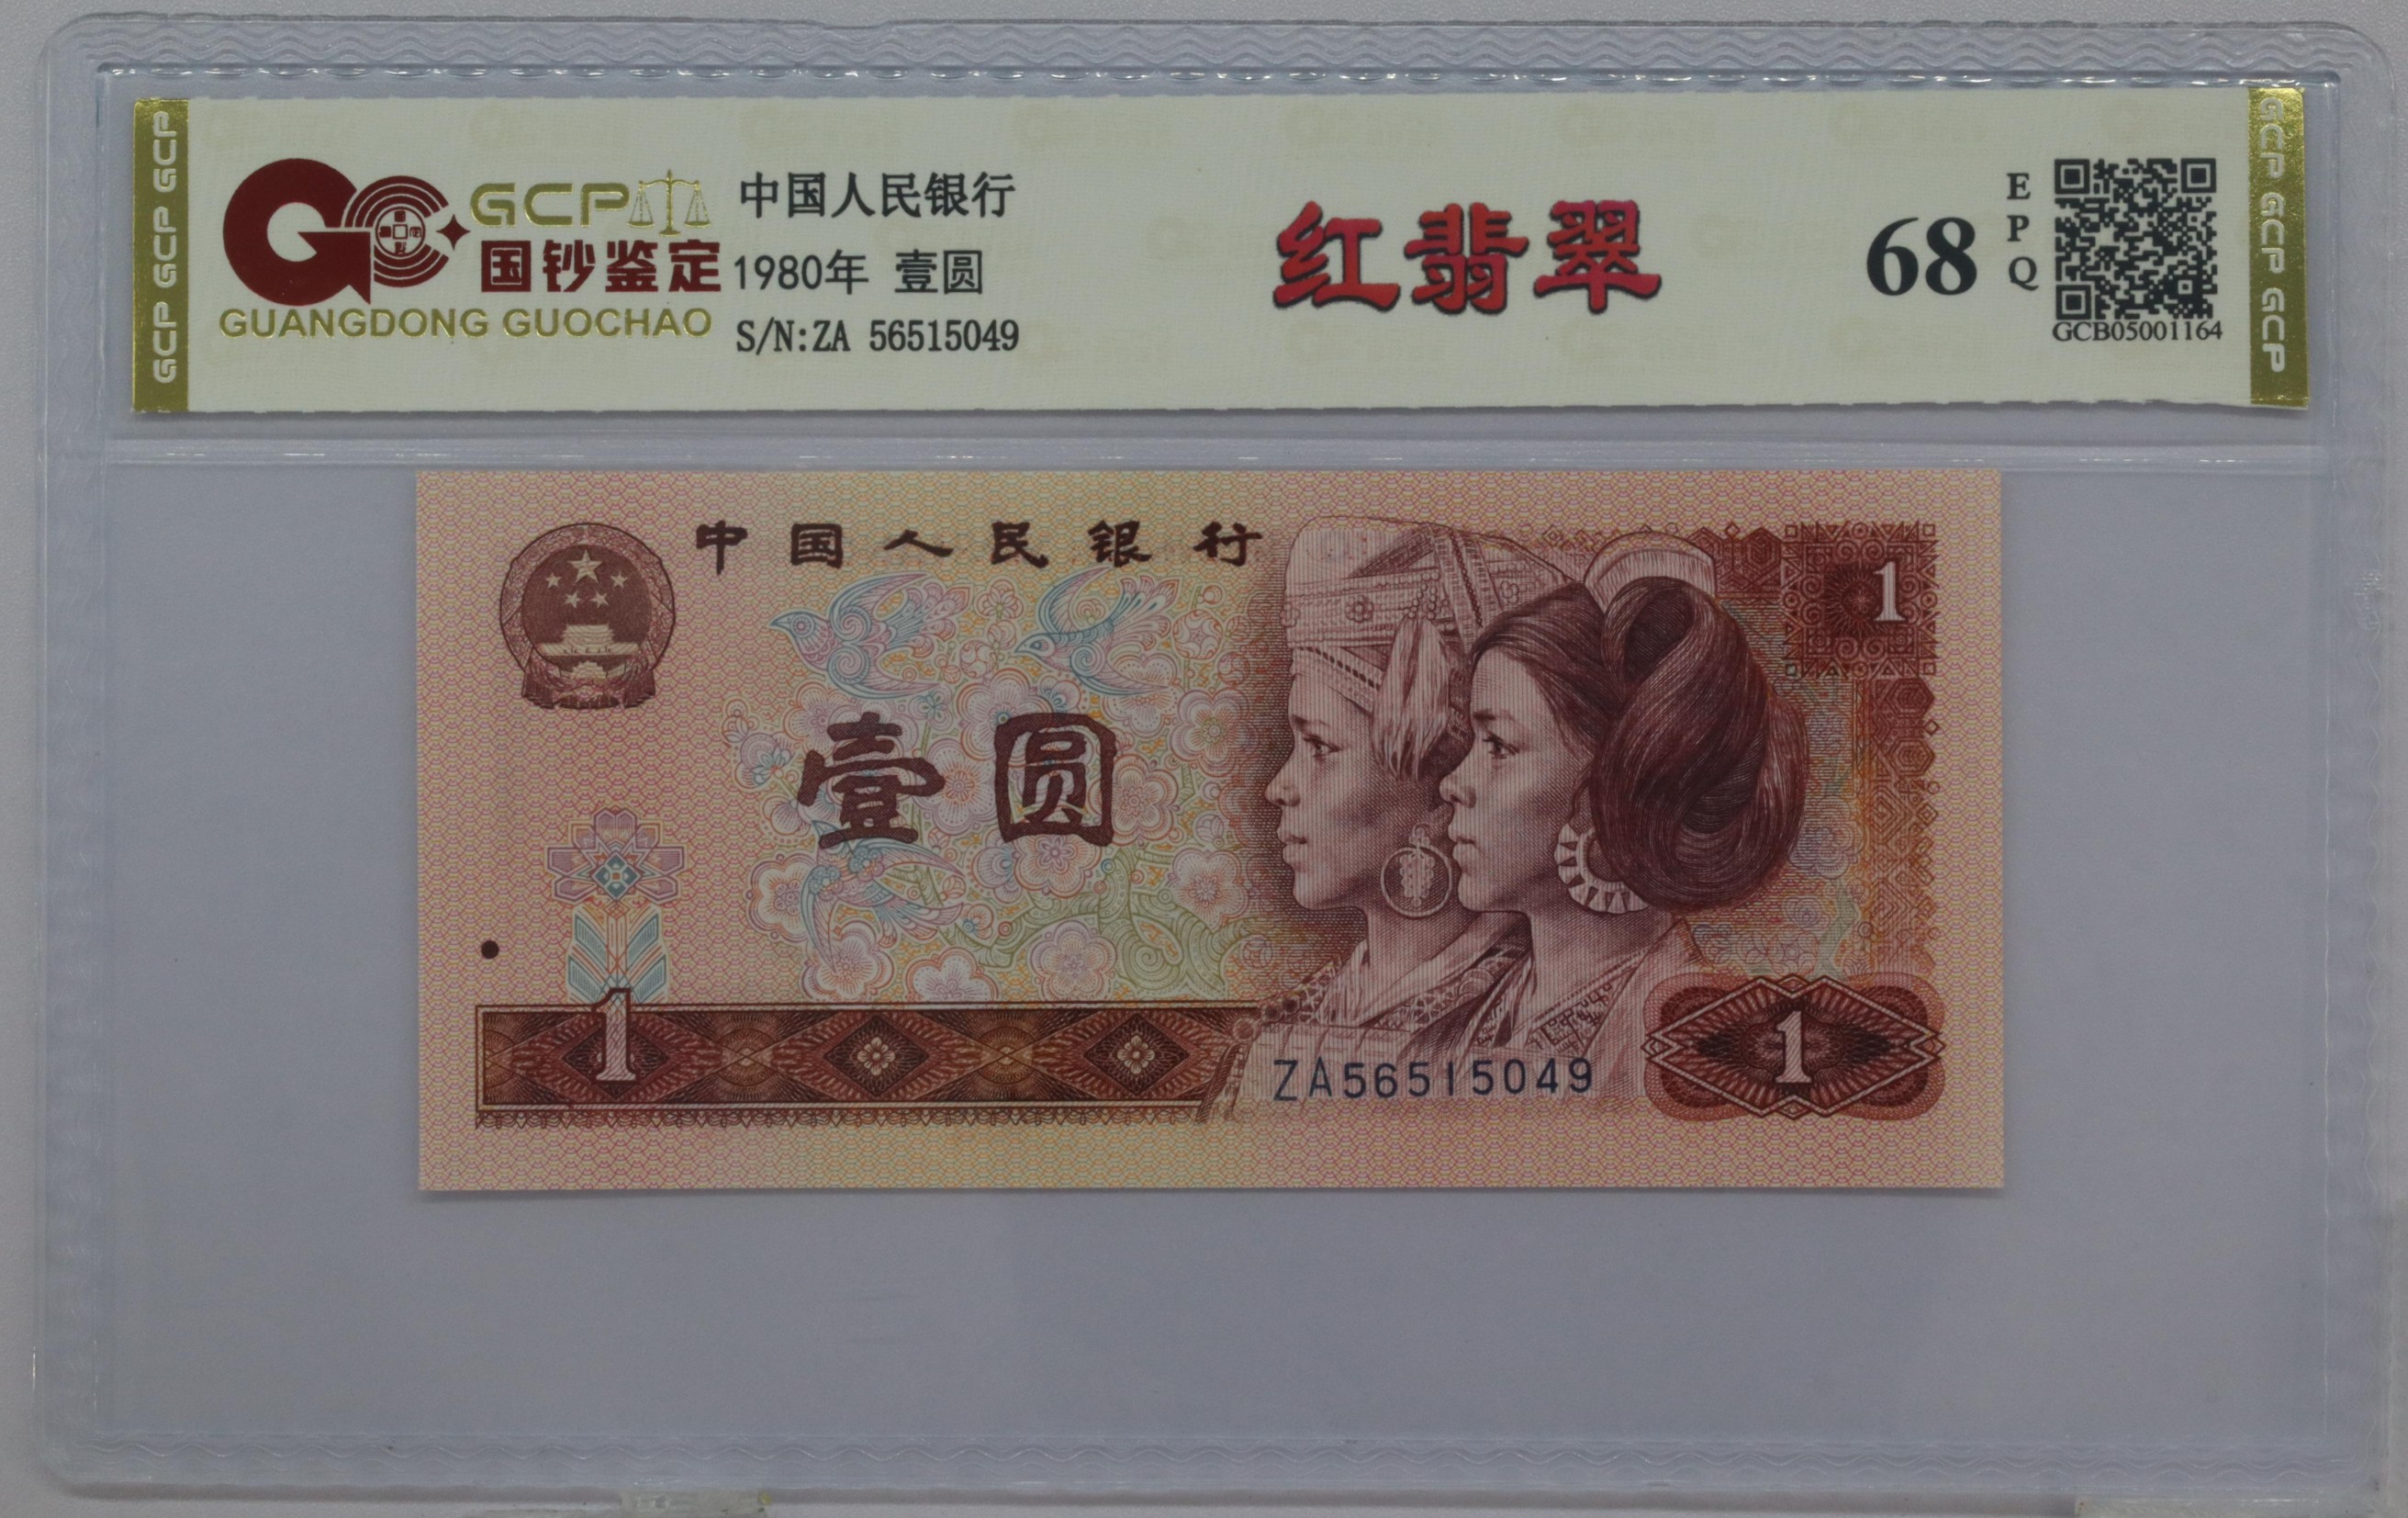 GCP GCP GCP
GCP
国钞鉴定
GUANGDONG GUOCHAO
中国人民银行
1980年 壹圆
S/N:ZA 56515049
红翡翠
68
EPQ
GCB05001164
GCP GCP GCP
中国人民银行
1
壹圆
1
ZA56515049
1